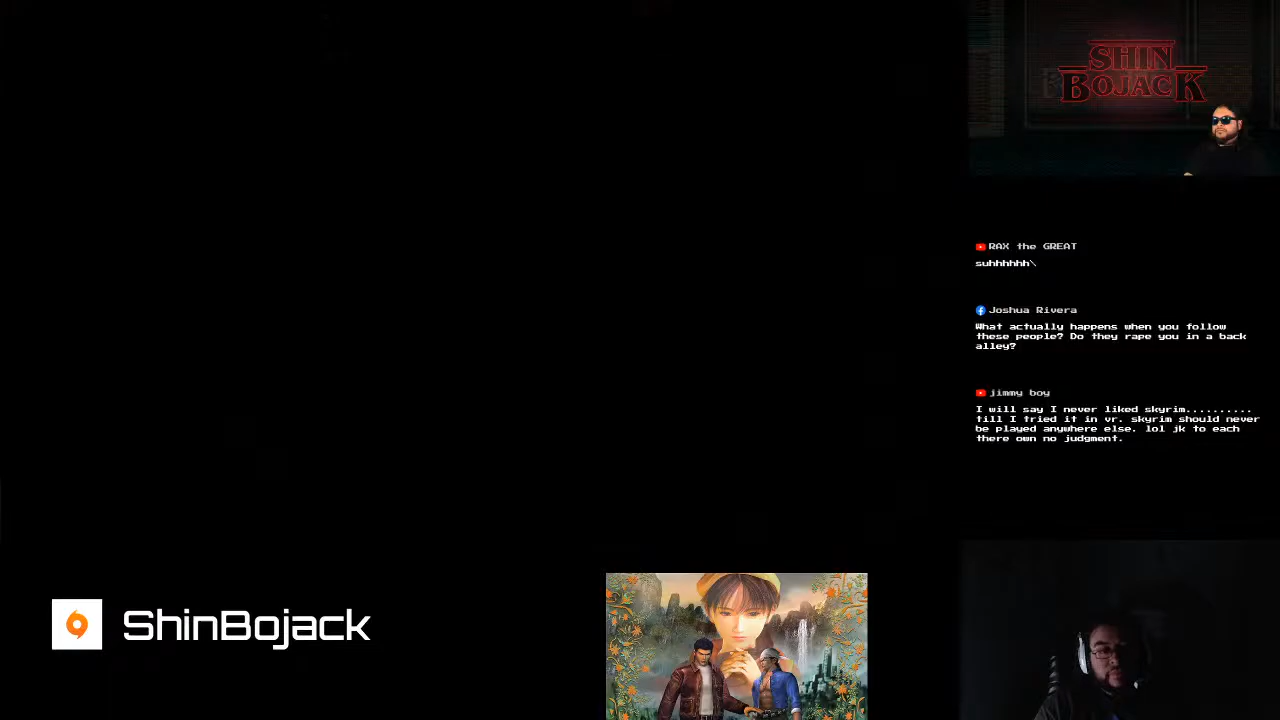 SHIN
BOJACK
RAX the GREAT
suhhhhhh\
Joshua Rivera
What actually happens when you follow
these people? Do they rape you in a back
alley?
jimmy boy
I will say I never liked skyrim..........
till I tried it in vr. skyrim should never
be played anywhere else. lol jk to each
there own no judgment.
ShinBojack